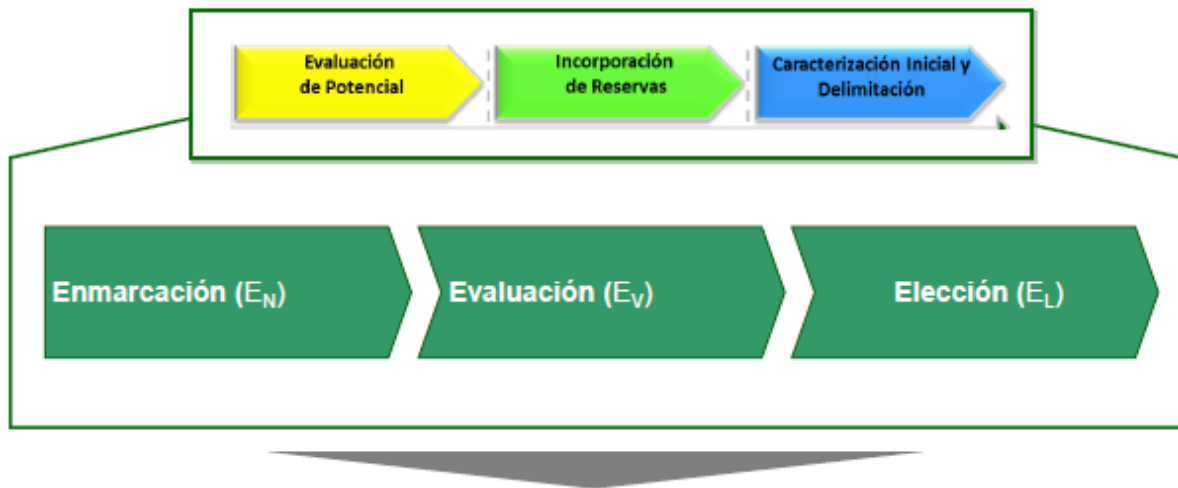 Evaluación
de Potencial
Incorporación
de Reservas
Caracterización Inicial y
Delimitación
Enmarcación (EN)
Evaluación (EV)
Elección (EL)